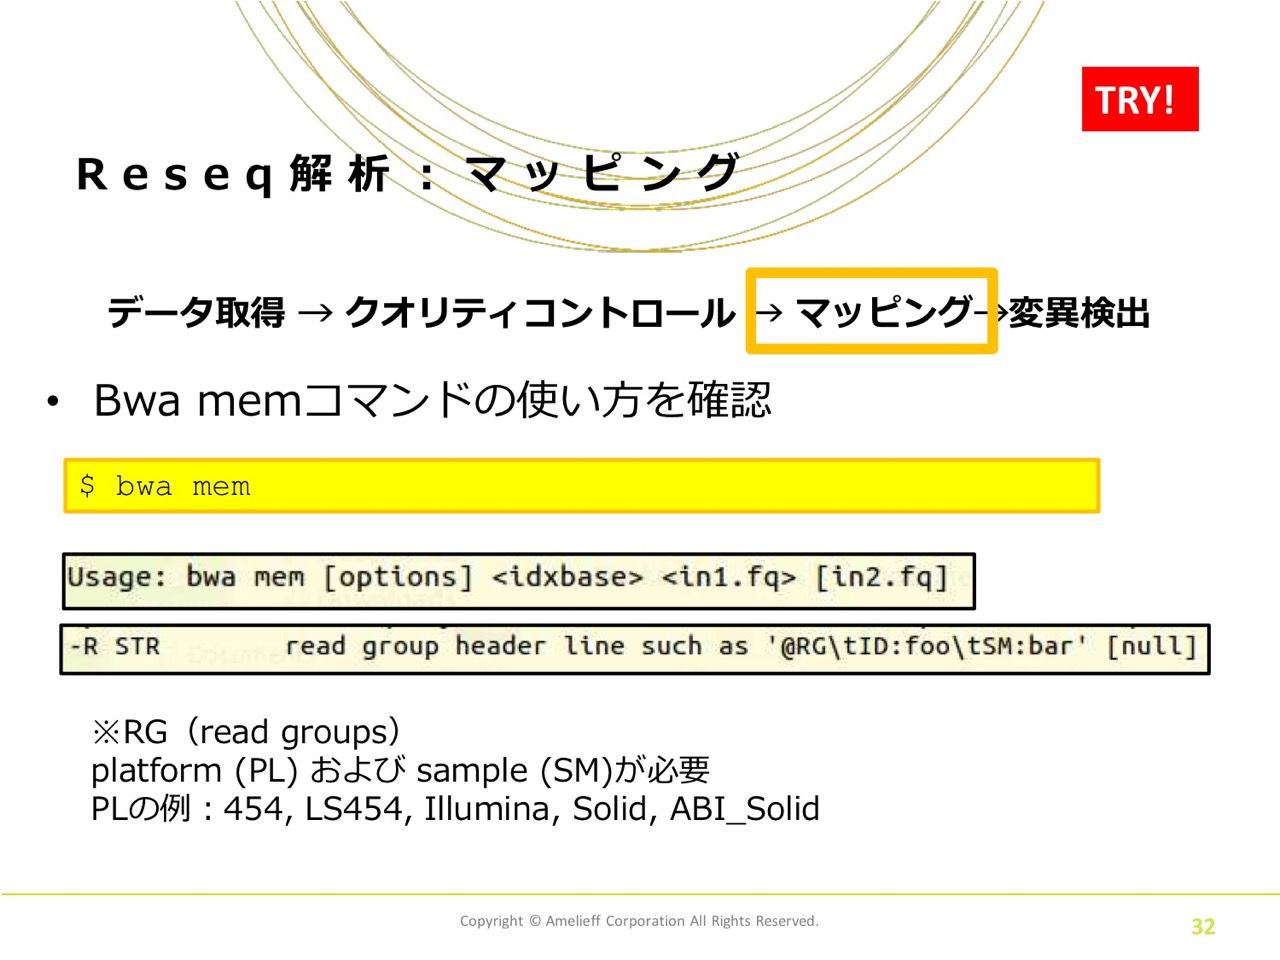 TRY!
Reseq解析：マッピング
データ取得 → クオリティコントロール → マッピング→変異検出
• Bwa memコマンドの使い方を確認
$ bwa mem
Usage: bwa mem [options] <idxbase> <in1.fq> [in2.fq]
-R STR read group header line such as '@RG\tID:foo\tSM:bar' [null]
※RG（read groups）
platform (PL) および sample (SM)が必要
PLの例：454, LS454, Illumina, Solid, ABI_Solid
Copyright © Amelieff Corporation All Rights Reserved.
32